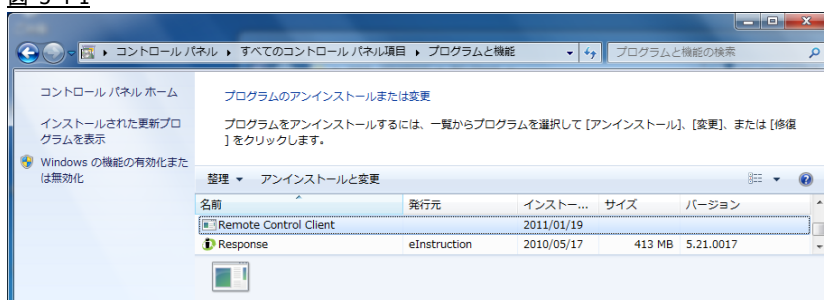 図 5-4-1
コントロール パネル ▸ すべてのコントロール パネル項目 ▸ プログラムと機能
プログラムと機能の検索
コントロール パネル ホーム
インストールされた更新プロ
グラムを表示
Windows の機能の有効化また
は無効化
プログラムのアンインストールまたは変更
プログラムをアンインストールするには、一覧からプログラムを選択して [アンインストール]、[変更]、または [修復
] をクリックします。
整理 ▼ アンインストールと変更
名前 発行元 インストー... サイズ バージョン
Remote Control Client 2011/01/19
Response eInstruction 2010/05/17 413 MB 5.21.0017